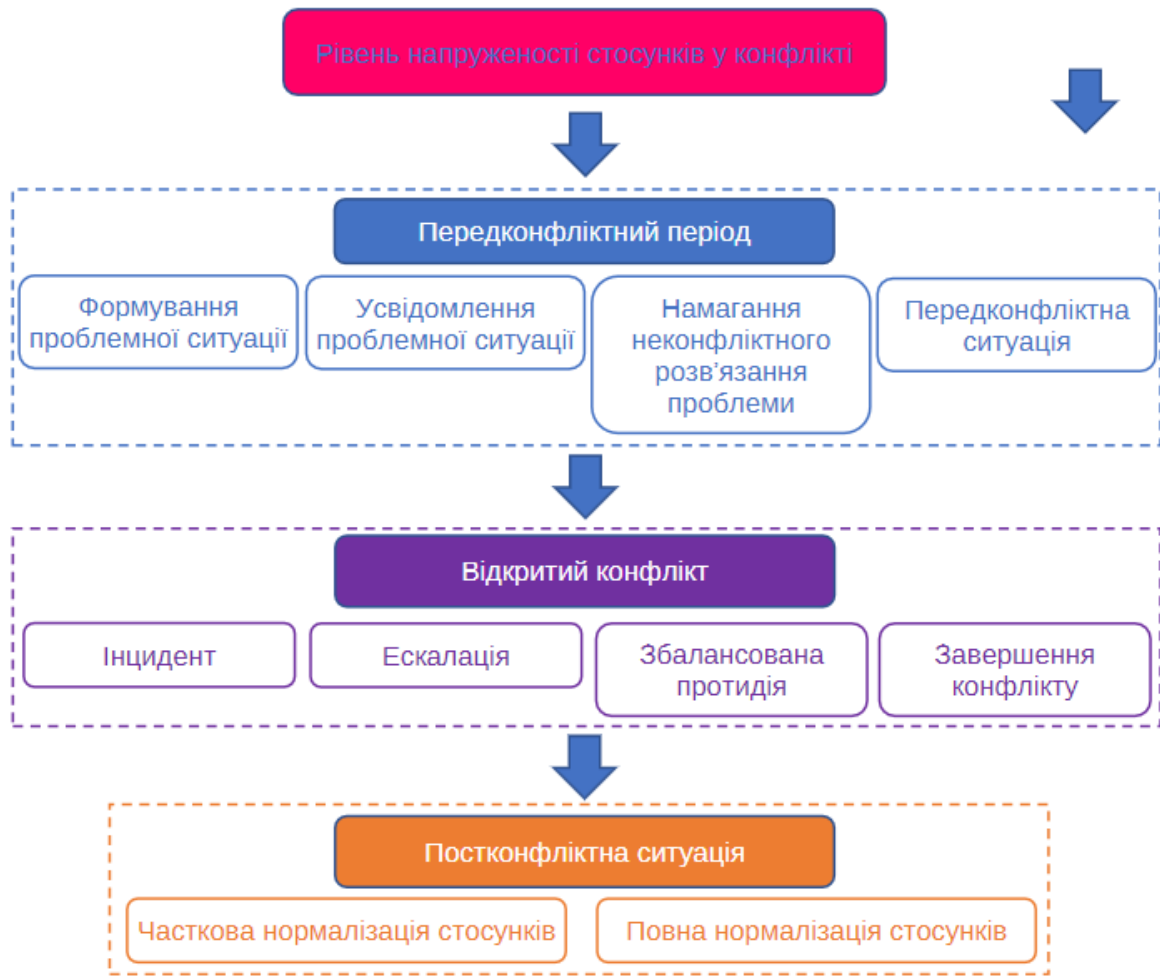 Рівень напруженості стосунків у конфлікті
Передконфліктний період
Формування
проблемної ситуації
Усвідомлення
проблемної ситуації
Намагання
неконфліктного
розв’язання
проблеми
Передконфліктна
ситуація
Відкритий конфлікт
Інцидент
Ескалація
Збалансована
протидія
Завершення
конфлікту
Постконфліктна ситуація
Часткова нормалізація стосунків
Повна нормалізація стосунків